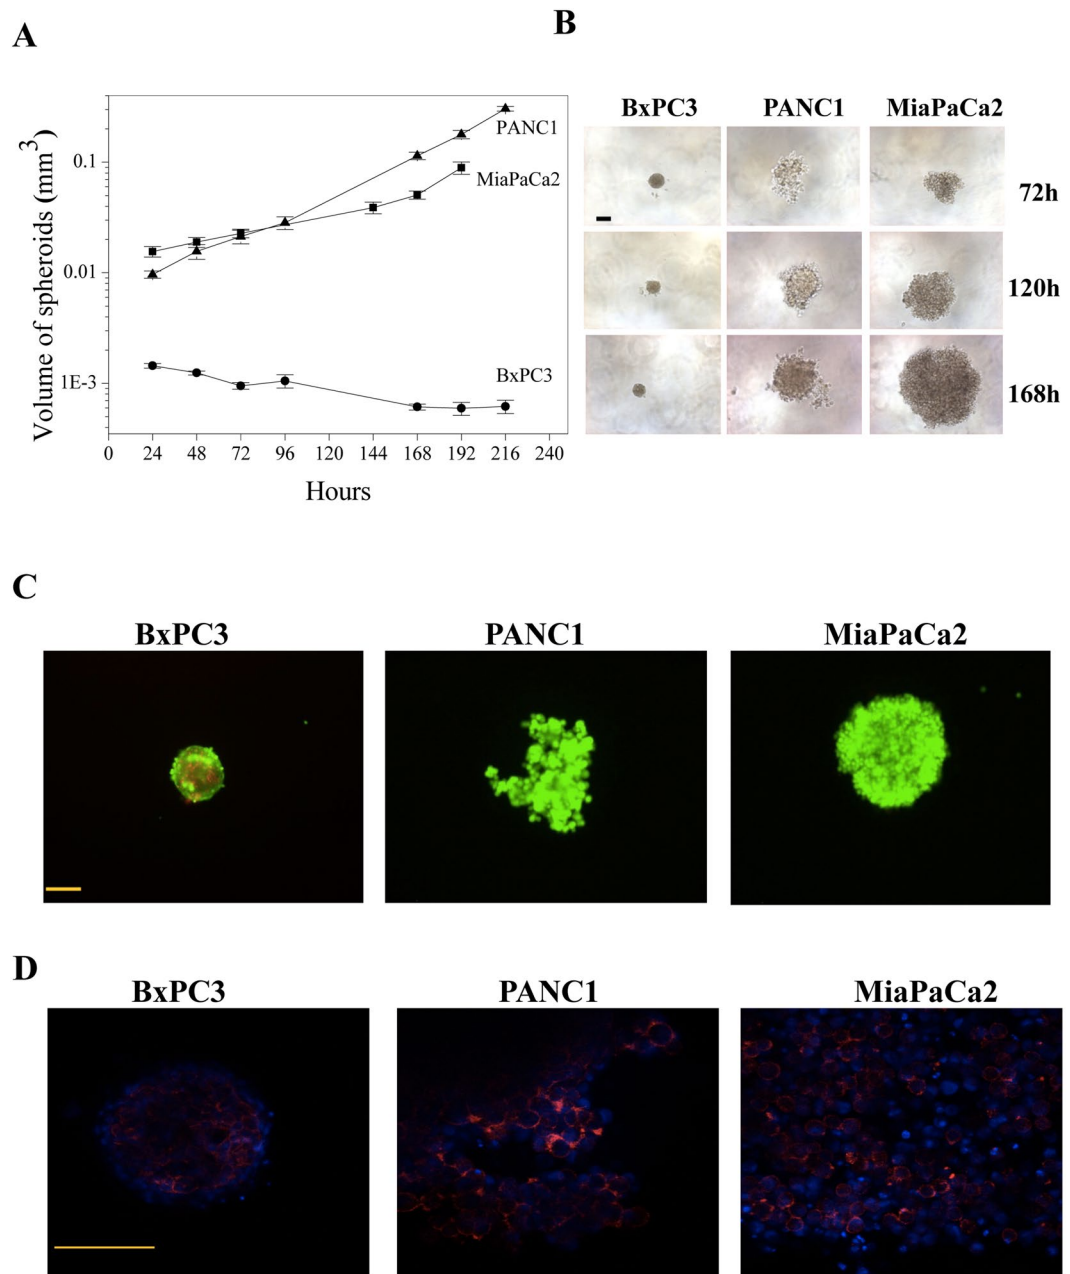 A
B
Volume of spheroids (mm³)
0.1
0.01
1E-3
PANC1
MiaPaCa2
BxPC3
0 24 48 72 96 120 144 168 192 216 240
Hours
BxPC3 PANC1 MiaPaCa2
72h
120h
168h
C
BxPC3 PANC1 MiaPaCa2
D
BxPC3 PANC1 MiaPaCa2